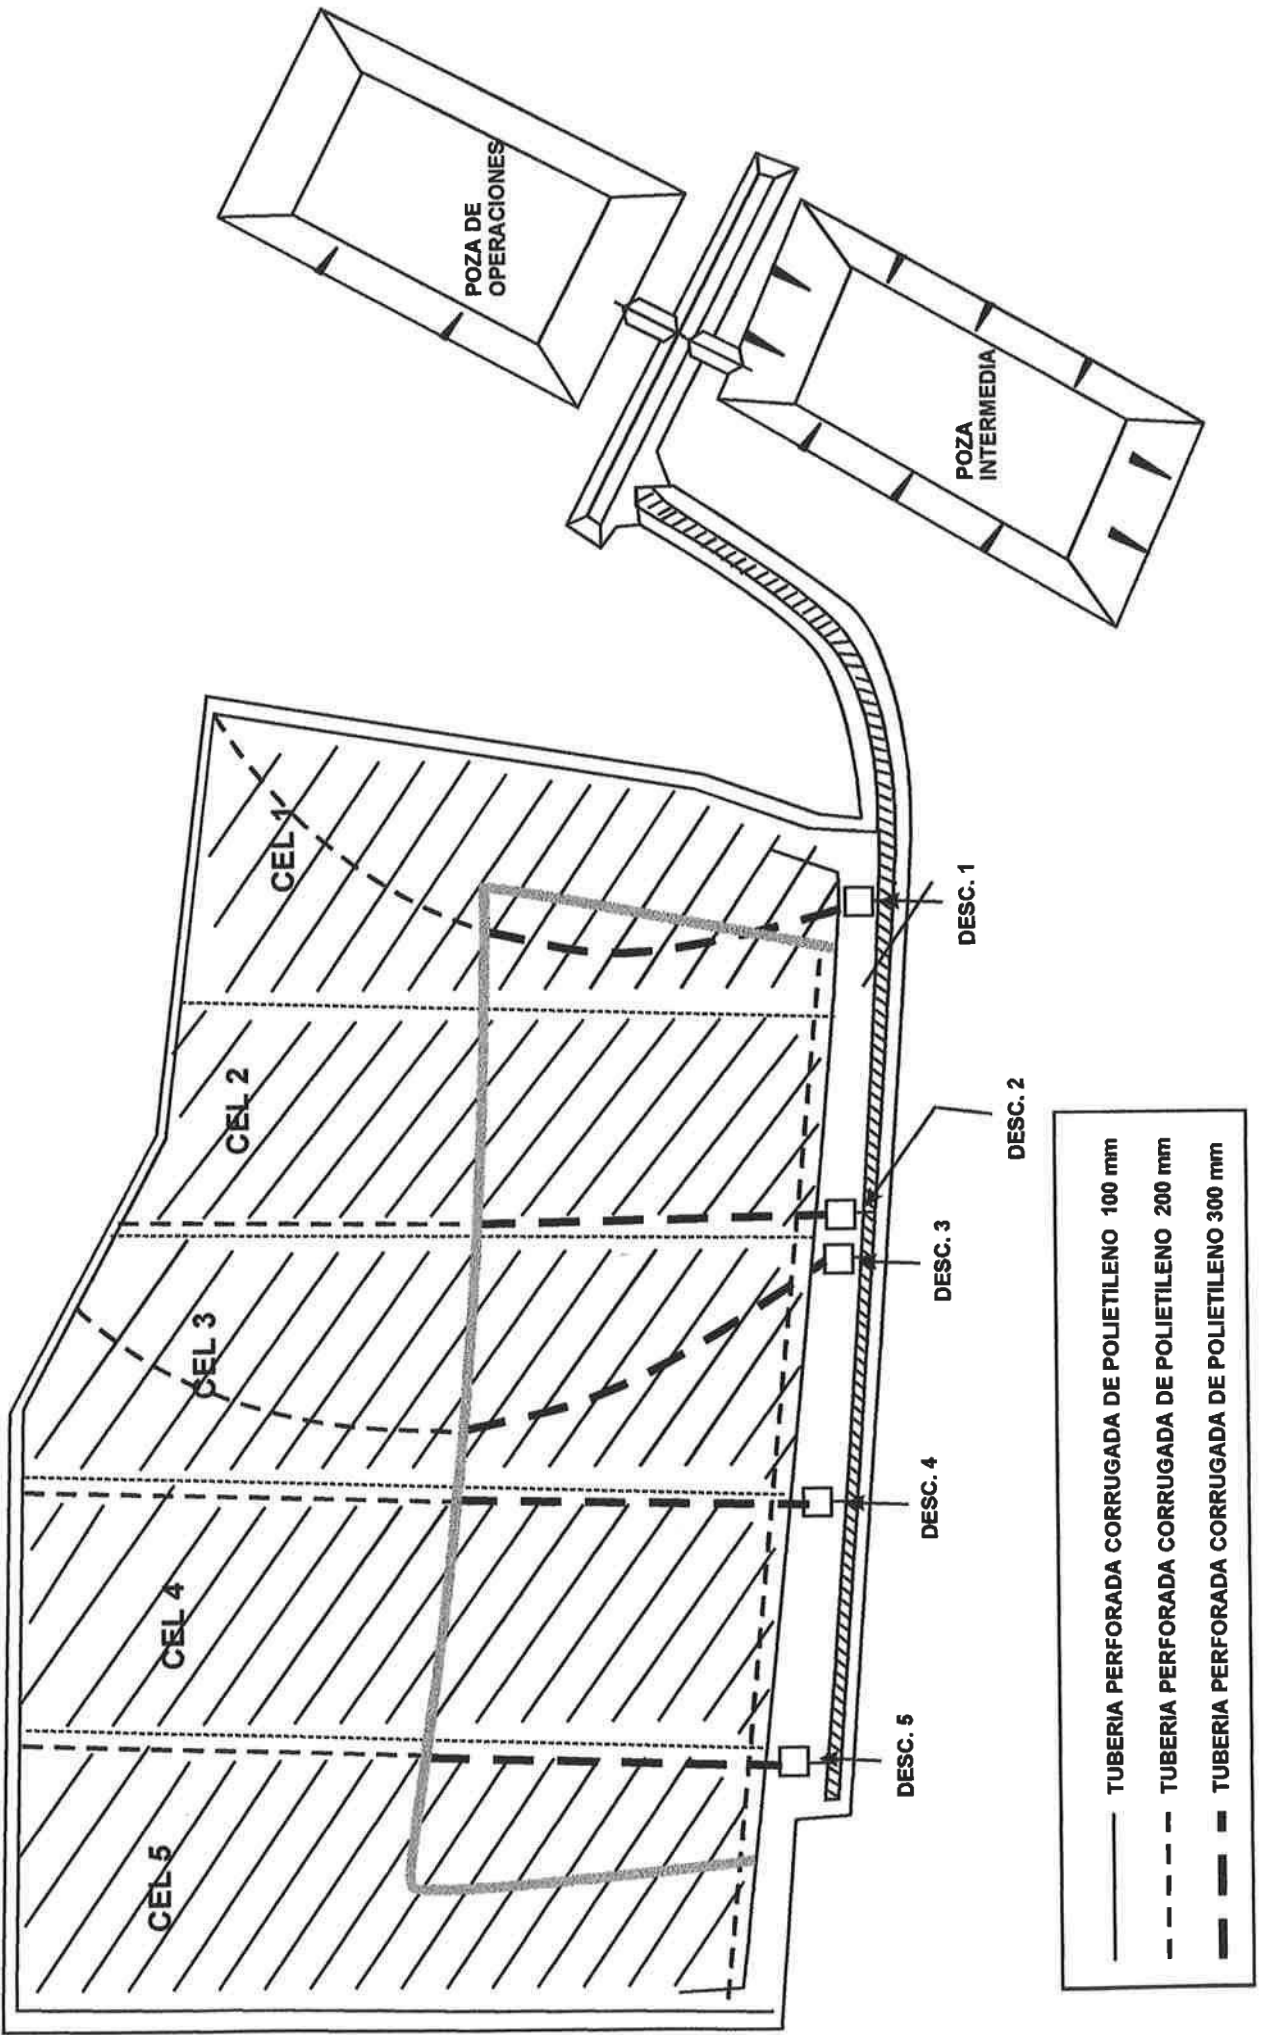 POZA DE
OPERACIONES
POZA
INTERMEDIA
CEL 1
CEL 2
CEL 3
CEL 4
CEL 5
DESC. 1
DESC. 2
DESC. 3
DESC. 4
DESC. 5
TUBERIA PERFORADA CORRUGADA DE POLIETILENO 100 mm
TUBERIA PERFORADA CORRUGADA DE POLIETILENO 200 mm
TUBERIA PERFORADA CORRUGADA DE POLIETILENO 300 mm